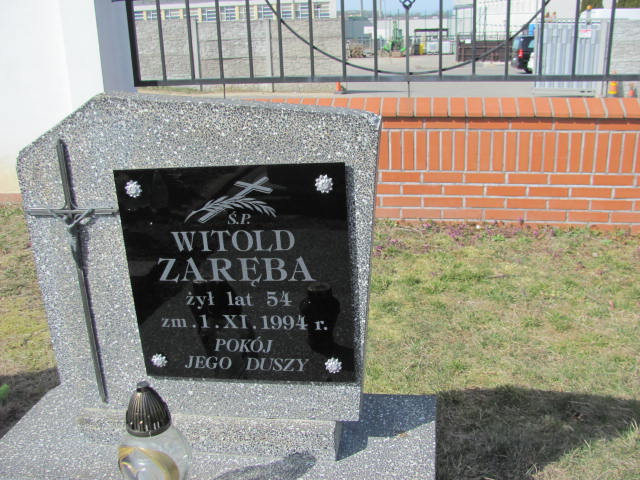 Ś.P.
WITOLD
ZARĘBA
żył lat 54
zm.1.XI.1994 r.
POKÓJ
JEGO DUSZY